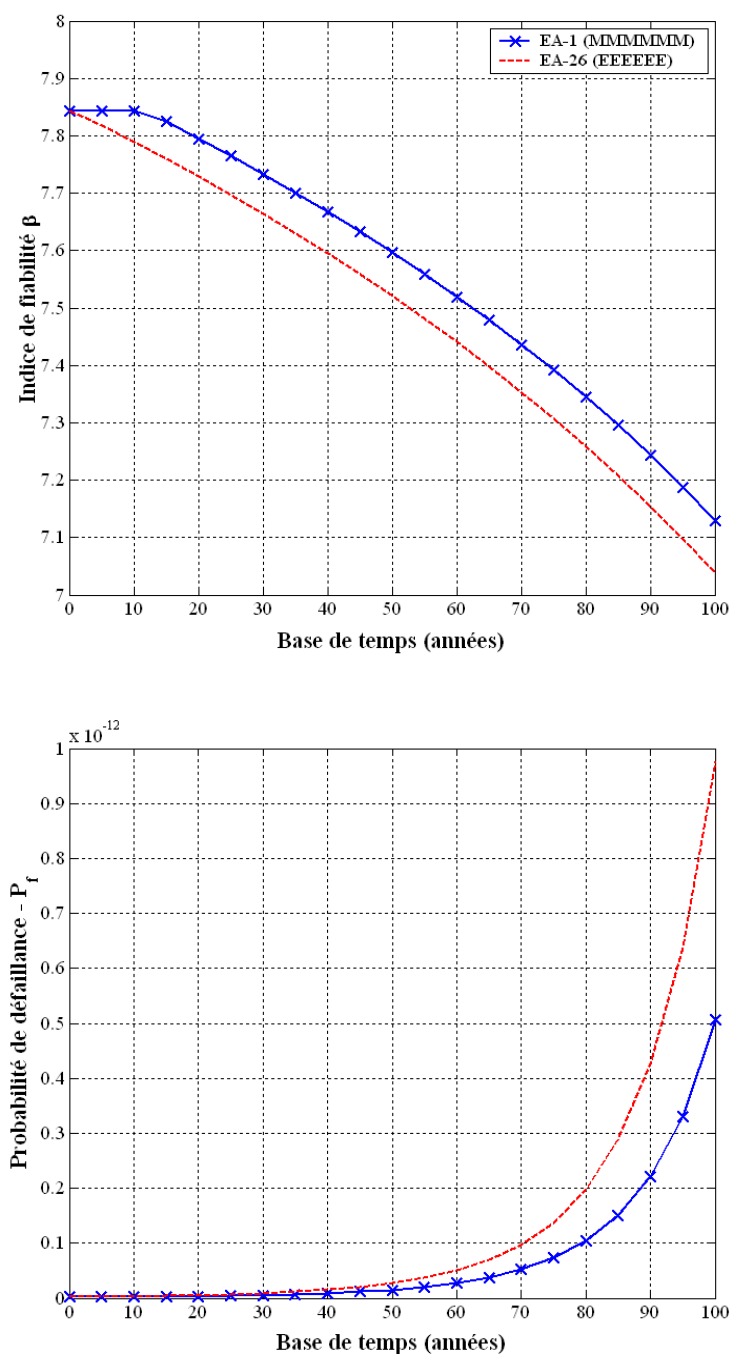 8
7.9
7.8
7.7
7.6
7.5
7.4
7.3
7.2
7.1
7
Indice de fiabilité β
EA-1 (MMMMMMM)
EA-26 (EEEEEE)
0 10 20 30 40 50 60 70 80 90 100
Base de temps (années)
x 10-12
1
0.9
0.8
0.7
0.6
0.5
0.4
0.3
0.2
0.1
0
Probabilité de défaillance - Pf
0 10 20 30 40 50 60 70 80 90 100
Base de temps (années)